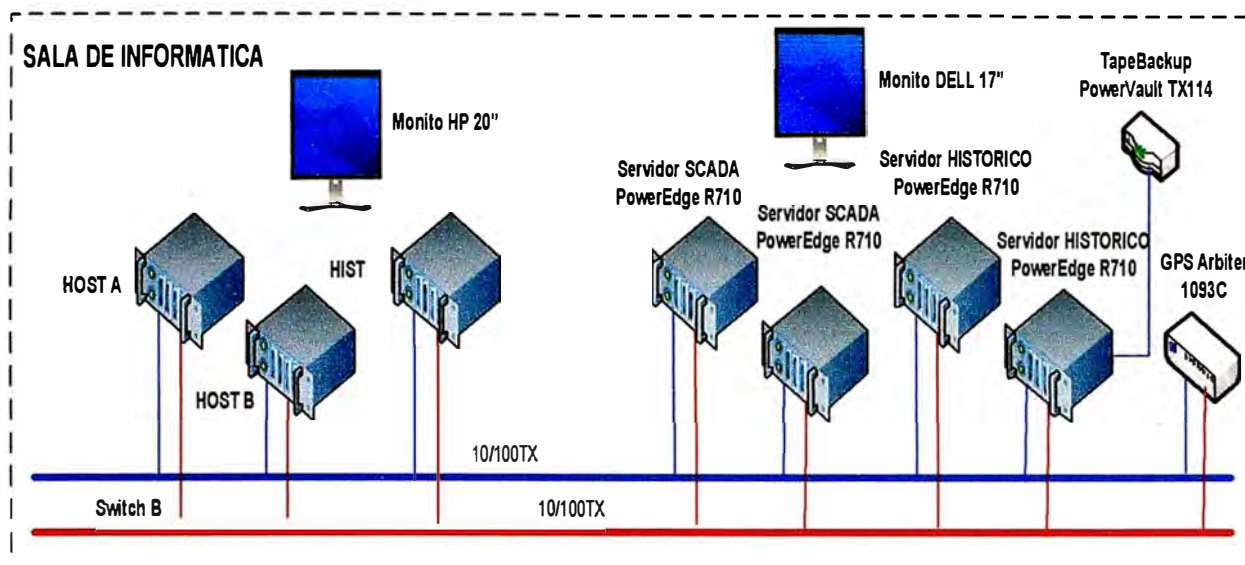 SALA DE INFORMATICA
Monito HP 20"
Monito DELL 17"
TapeBackup
PowerVault TX114
Servidor SCADA
PowerEdge R710
Servidor HISTORICO
PowerEdge R710
Servidor SCADA
PowerEdge R710
Servidor HISTORICO
PowerEdge R710
GPS Arbiter
1093C
HOST A
HIST
HOST B
10/100TX
Switch B
10/100TX